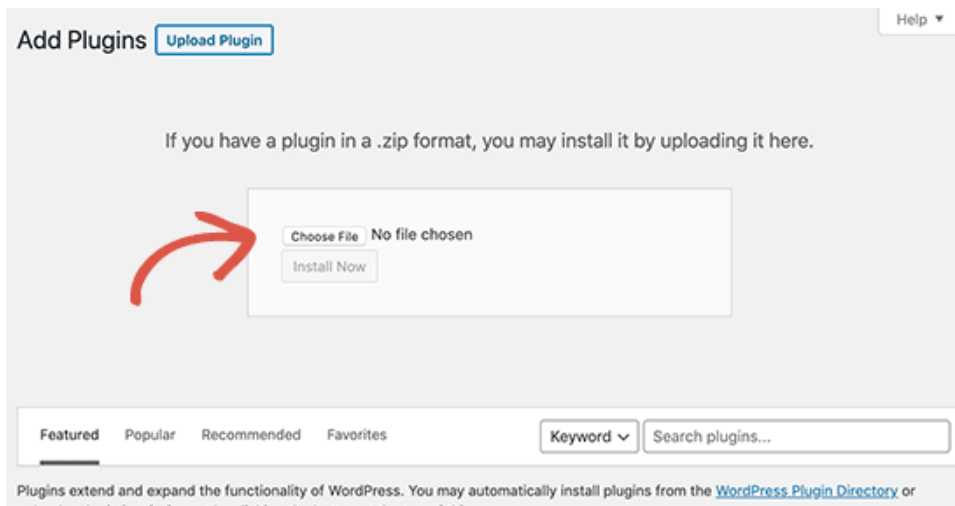 Help ▼
Add Plugins Upload Plugin
If you have a plugin in a .zip format, you may install it by uploading it here.
Choose File No file chosen
Install Now
Featured Popular Recommended Favorites Keyword Search plugins...
Plugins extend and expand the functionality of WordPress. You may automatically install plugins from the WordPress Plugin Directory or